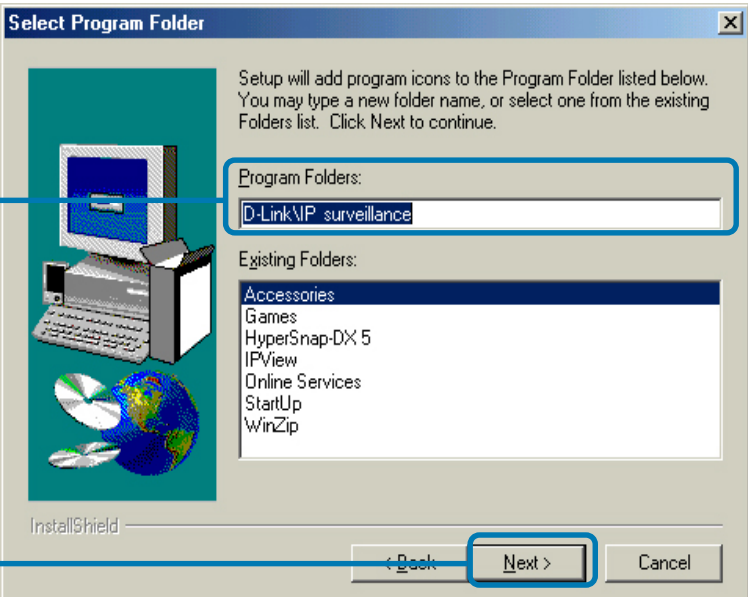 Select Program Folder
Setup will add program icons to the Program Folder listed below.
You may type a new folder name, or select one from the existing
Folders list. Click Next to continue.
Program Folders:
D-Link\IP surveillance
Existing Folders:
Accessories
Games
HyperSnap-DX 5
IPView
Online Services
StartUp
WinZip
InstallShield
< Back
Next >
Cancel